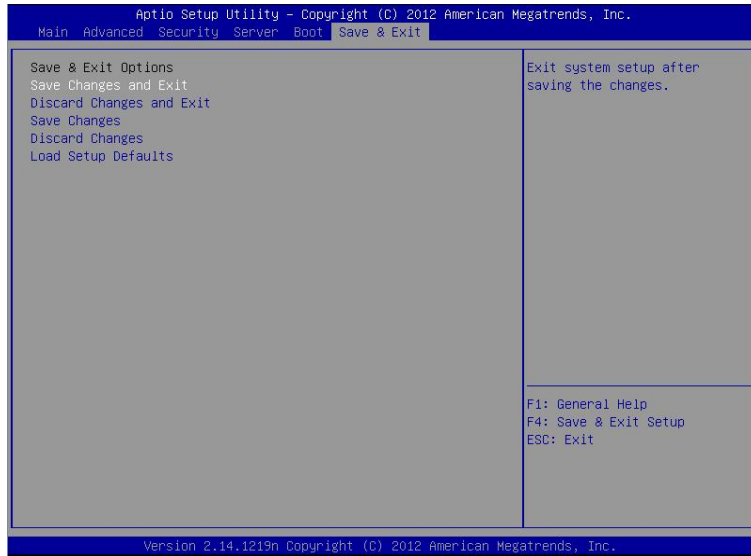 Aptio Setup Utility – Copyright (C) 2012 American Megatrends, Inc.
Main Advanced Security Server Boot Save & Exit
Save & Exit Options
Save Changes and Exit
Discard Changes and Exit
Save Changes
Discard Changes
Load Setup Defaults
Exit system setup after
saving the changes.
F1: General Help
F4: Save & Exit Setup
ESC: Exit
Version 2.14.1219n Copyright (C) 2012 American Megatrends, Inc.